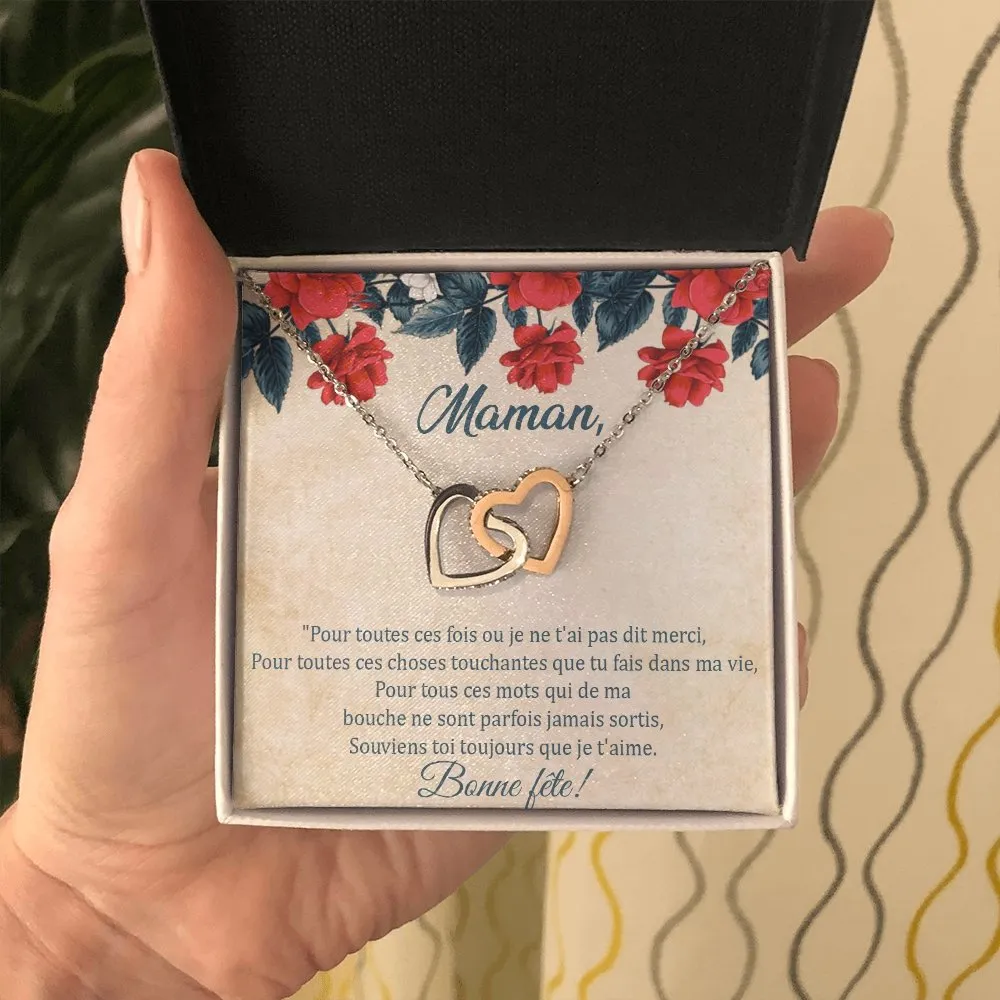 Maman,
"Pour toutes ces fois ou je ne t'ai pas dit merci,
Pour toutes ces choses touchantes que tu fais dans ma vie,
Pour tous ces mots qui de ma
bouche ne sont parfois jamais sortis,
Souviens toi toujours que je t'aime.
Bonne fête!